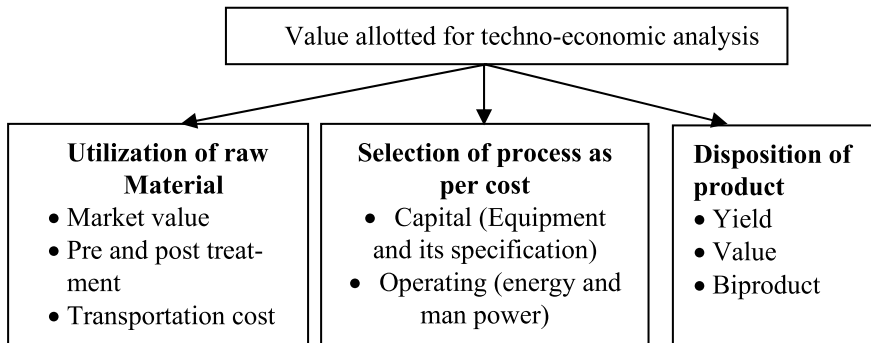 Value allotted for techno-economic analysis
Utilization of raw
Material
• Market value
• Pre and post treat-
ment
• Transportation cost
Selection of process as
per cost
• Capital (Equipment
and its specification)
• Operating (energy and
man power)
Disposition of
product
• Yield
• Value
• Biproduct